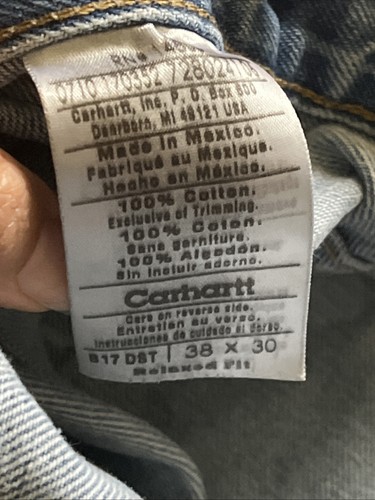 Carhartt, Inc. P. O. Box 600
Dearborn, MI 48121 USA
Made in Mexico.
Fabriqué au Mexique.
Hecho en México.
100% Cotton.
Exclusive of Trimming.
100% Coton.
Sans garniture.
100% Algodón.
Sin incluir adorno.
Carhartt
Care on reverse side.
Entretien au verso.
Instrucciones de cuidado al dorso.
B17 DST | 38 X 30
Relaxed Fit